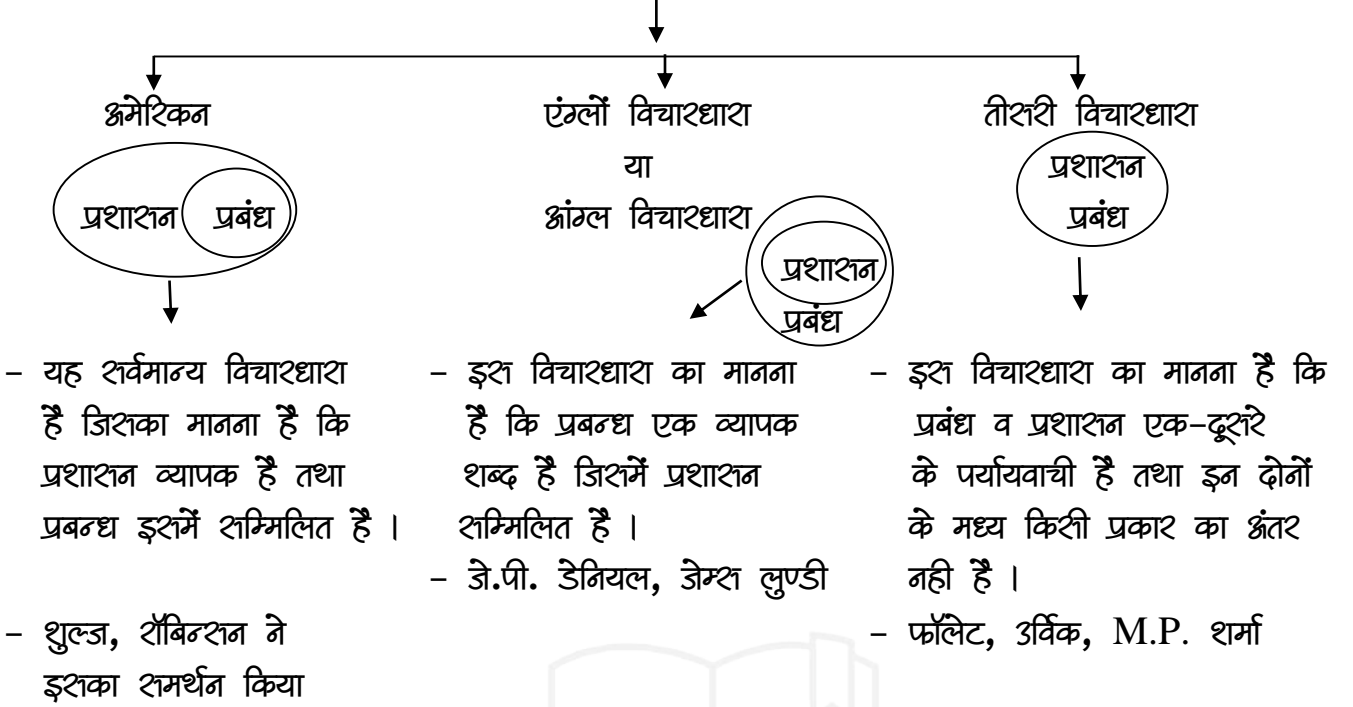 अमेरिकन
प्रशासन प्रबंध
एंग्लों विचारधारा
या
आंग्ल विचारधारा
प्रशासन
प्रबंध
तीसरी विचारधारा
प्रशासन
प्रबंध
– यह सर्वमान्य विचारधारा
है जिसका मानना है कि
प्रशासन व्यापक है तथा
प्रबन्ध इसमें सम्मिलित है ।
– शुल्ज, रॉबिन्सन ने
इसका समर्थन किया
– इस विचारधारा का मानना
है कि प्रबन्ध एक व्यापक
शब्द है जिसमें प्रशासन
सम्मिलित है ।
– जे.पी. डेनियल, जेम्स लुण्डी
– इस विचारधारा का मानना है कि
प्रबंध व प्रशासन एक-दूसरे
के पर्यायवाची है तथा इन दोनों
के मध्य किसी प्रकार का अंतर
नही है ।
– फॉलेट, उर्विक, M.P. शर्मा